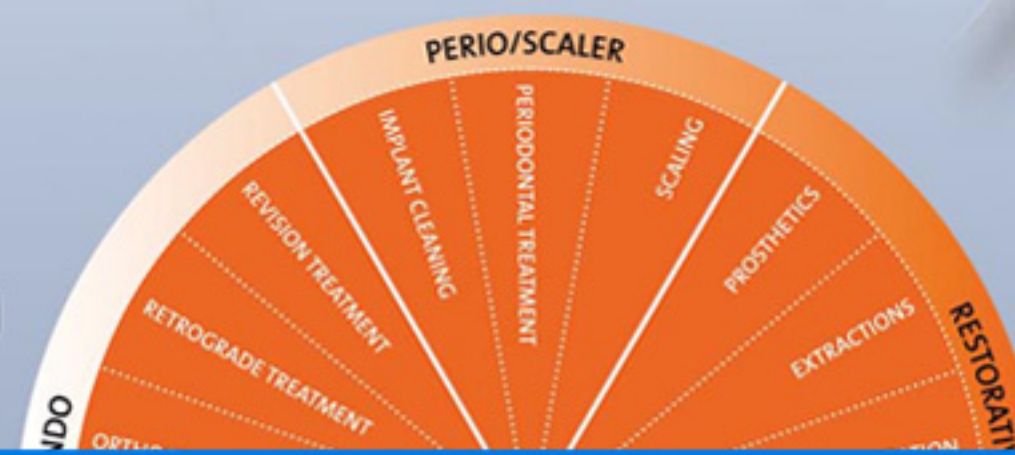 PERIO/SCALER
IMPLANT CLEANING
PERIODONTAL TREATMENT
SCALING
REVISION TREATMENT
PROSTHETICS
RETROGRADE TREATMENT
EXTRACTIONS